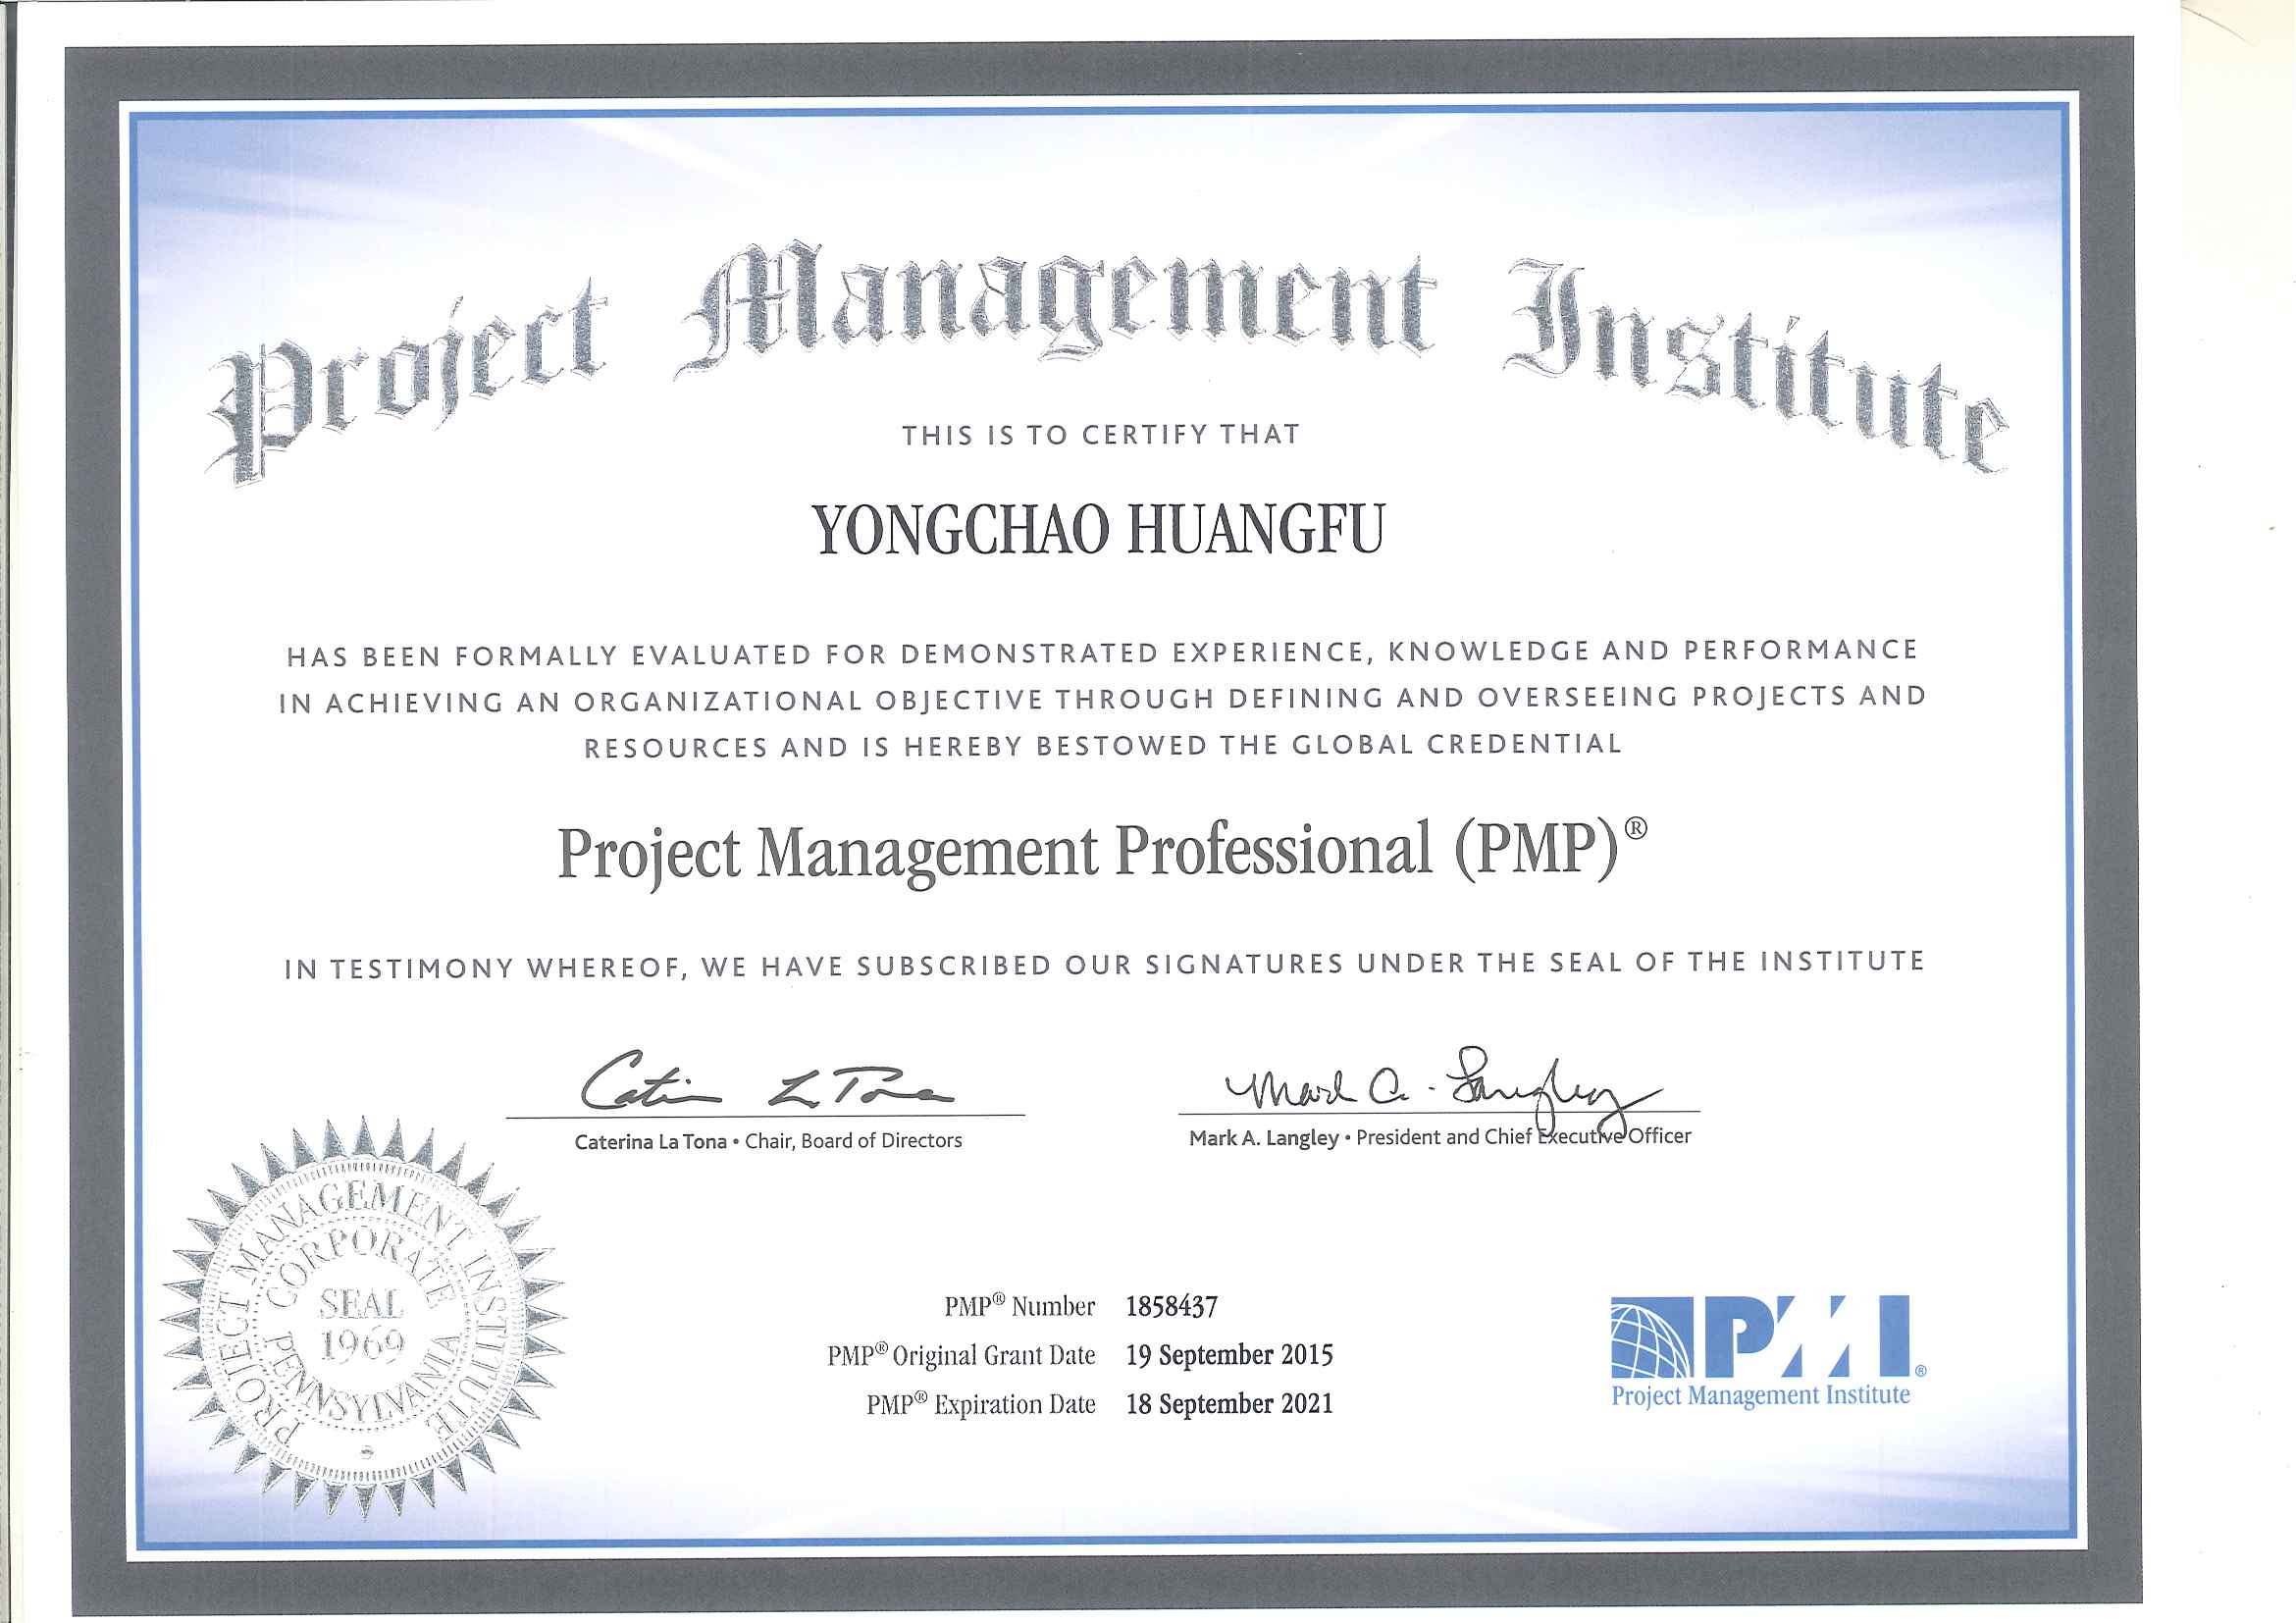 Project Management Institute
THIS IS TO CERTIFY THAT
YONGCHAO HUANGFU
HAS BEEN FORMALLY EVALUATED FOR DEMONSTRATED EXPERIENCE, KNOWLEDGE AND PERFORMANCE
IN ACHIEVING AN ORGANIZATIONAL OBJECTIVE THROUGH DEFINING AND OVERSEEING PROJECTS AND
RESOURCES AND IS HEREBY BESTOWED THE GLOBAL CREDENTIAL
Project Management Professional (PMP)®
IN TESTIMONY WHEREOF, WE HAVE SUBSCRIBED OUR SIGNATURES UNDER THE SEAL OF THE INSTITUTE
Caterina La Tona Mark A. Langley
Caterina La Tona • Chair, Board of Directors
Mark A. Langley • President and Chief Executive Officer
PROJECT MANAGEMENT INSTITUTE
CORPORATE
SEAL
1969
PENNSYLVANIA
PMP® Number 1858437
PMP® Original Grant Date 19 September 2015
PMP® Expiration Date 18 September 2021
PMI®
Project Management Institute